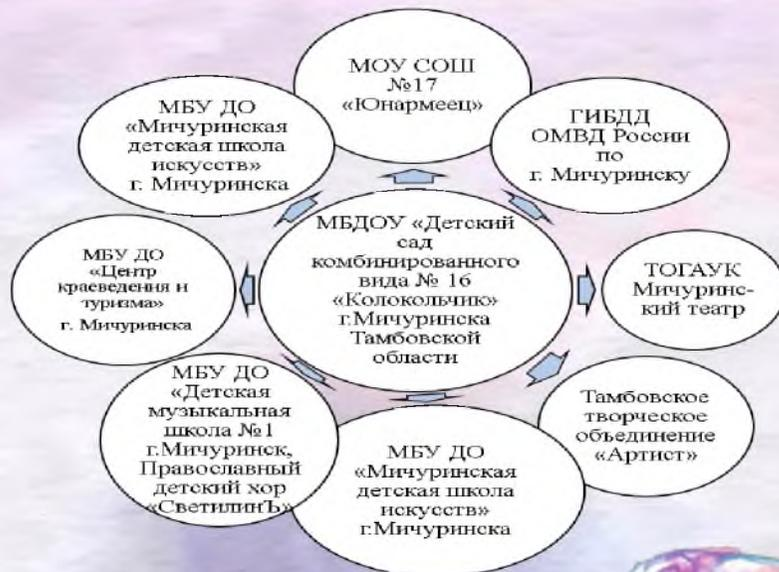 МОУ СОШ
№17
«Юнармеец»
МБУ ДО
«Мичуринская
детская школа
искусств»
г. Мичуринска
ГИБДД
ОМВД России
по
г. Мичуринску
МБДОУ «Детский
сад
комбинированного
вида № 16
«Колокольчик»
г.Мичуринска
Тамбовской
области
МБУ ДО
«Центр
краеведения и
туризма»
г. Мичуринска
ТОГАУК
Мичуринс-
кий театр
МБУ ДО
«Детская
музыкальная
школа №1
г.Мичуринск,
Православный
детский хор
«СветилинЪ»
МБУ ДО
«Мичуринская
детская школа
искусств»
г.Мичуринска
Тамбовское
творческое
объединение
«Артист»